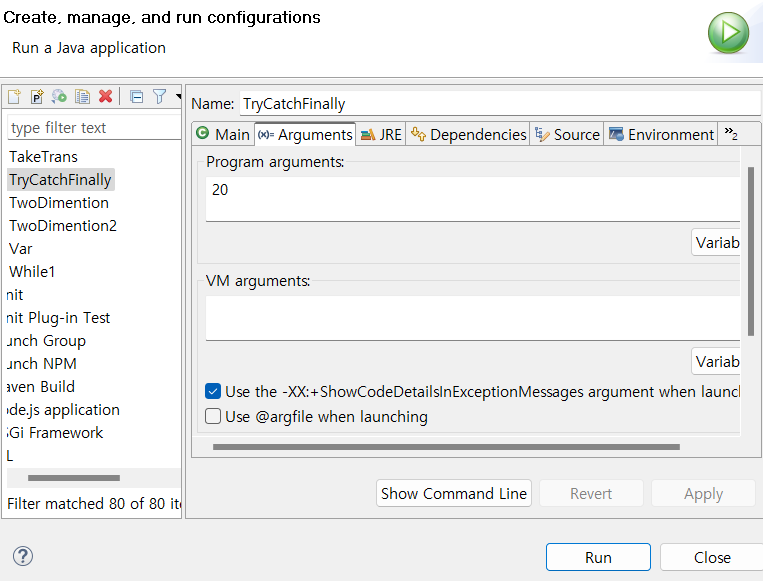 Create, manage, and run configurations
Run a Java application
type filter text
TakeTrans
TryCatchFinally
TwoDimention
TwoDimention2
Var
While1
nit
nit Plug-in Test
unch Group
unch NPM
aven Build
de.js application
Gi Framework
L
Filter matched 80 of 80 ite
Name: TryCatchFinally
Main (x)= Arguments JRE Dependencies Source Environment »2
Program arguments:
20
Variab
VM arguments:
Variab
Use the -XX:+ShowCodeDetailsInExceptionMessages argument when launch
Use @argfile when launching
Show Command Line Revert Apply
? Run Close